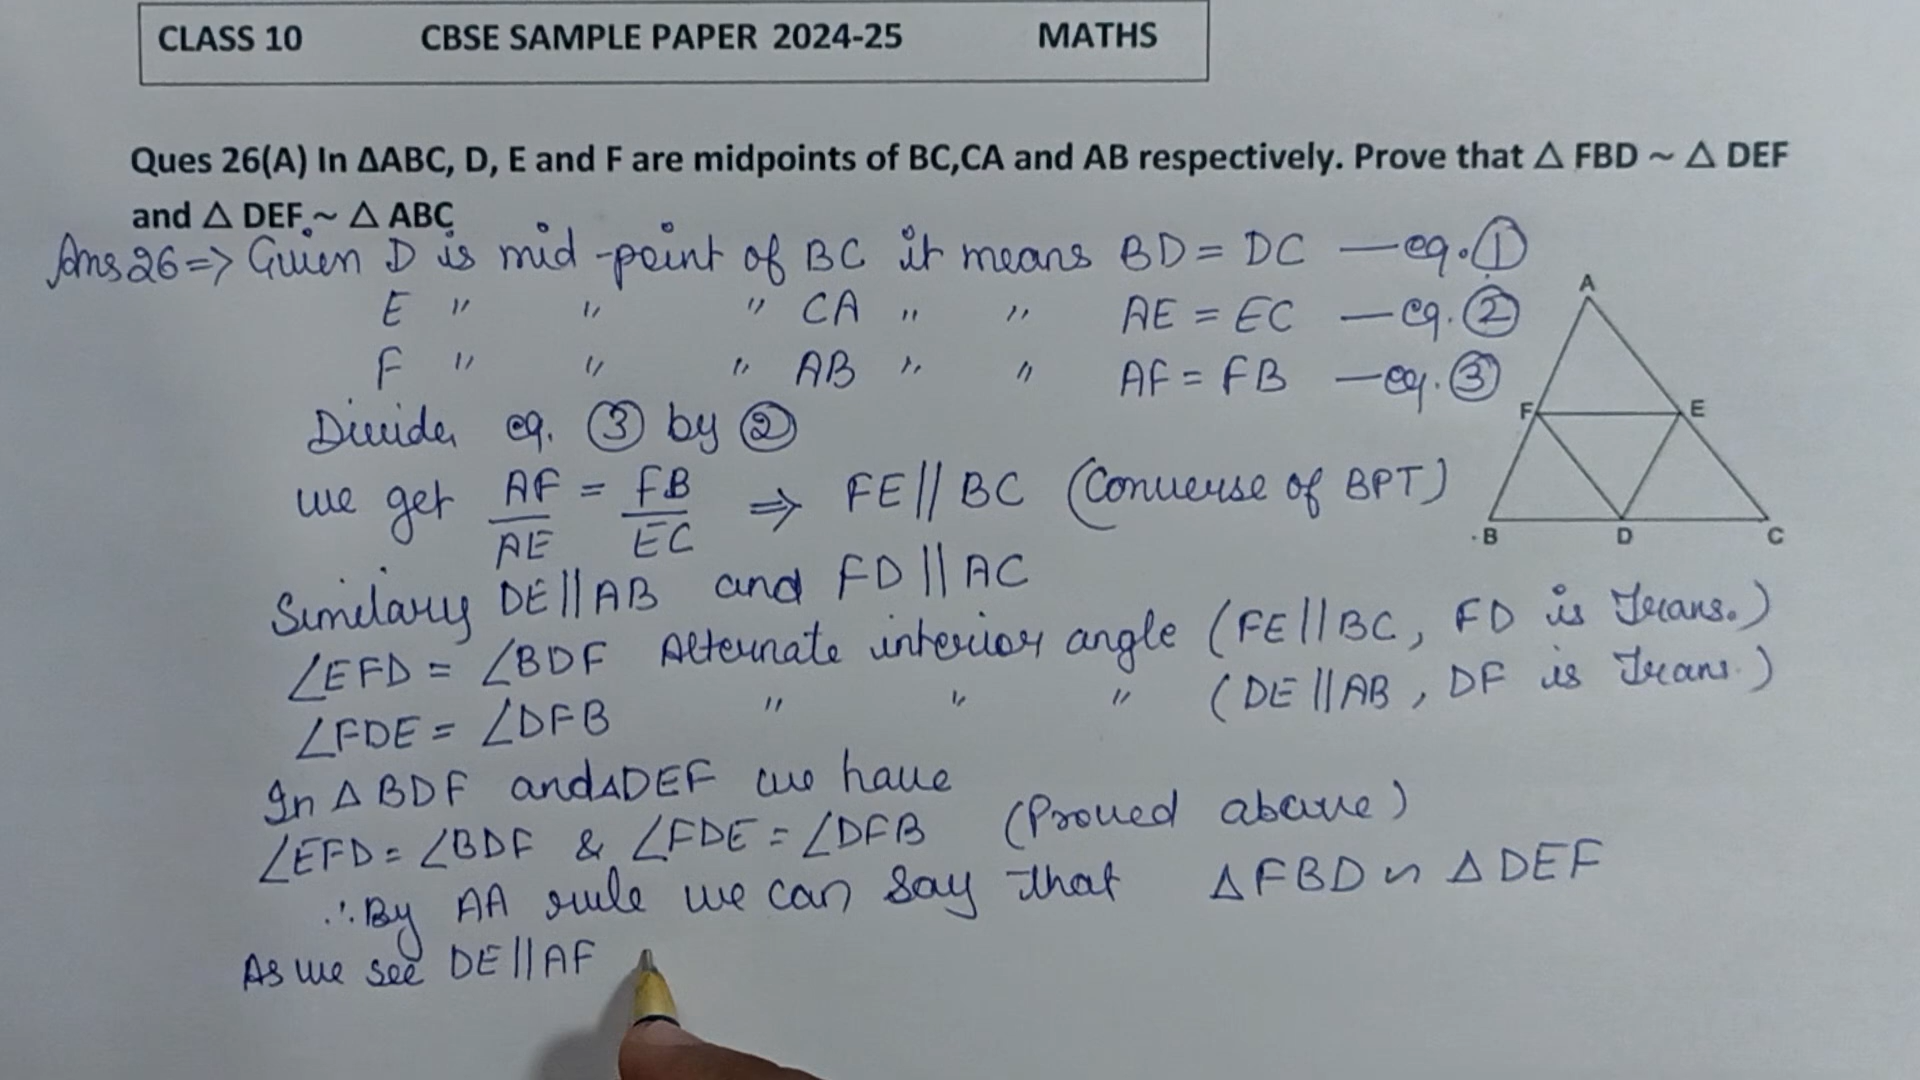 CLASS 10 CBSE SAMPLE PAPER 2024-25 MATHS
Ques 26(A) In ΔABC, D, E and F are midpoints of BC,CA and AB respectively. Prove that △ FBD ~ △ DEF
and △ DEF ~ △ ABC
Ans 26 => Given D is mid-point of BC it means BD = DC — eq. ①
E " " " CA " " AE = EC — eq. ②
F " " " AB " " AF = FB — eq. ③
Divide eq. ③ by ②
we get AF/AE = FB/EC ⇒ FE || BC (Converse of BPT)
Similary DE || AB and FD || AC
∠EFD = ∠BDF Alternate interior angle (FE || BC, FD is Trans.)
∠FDE = ∠DFB " " " (DE || AB, DF is Trans.)
In △ BDF and △DEF we have
∠EFD = ∠BDF & ∠FDE = ∠DFB (Proved above)
∴ By AA rule we can say that △ FBD ~ △ DEF
As we see DE || AF
A
F E
B D C